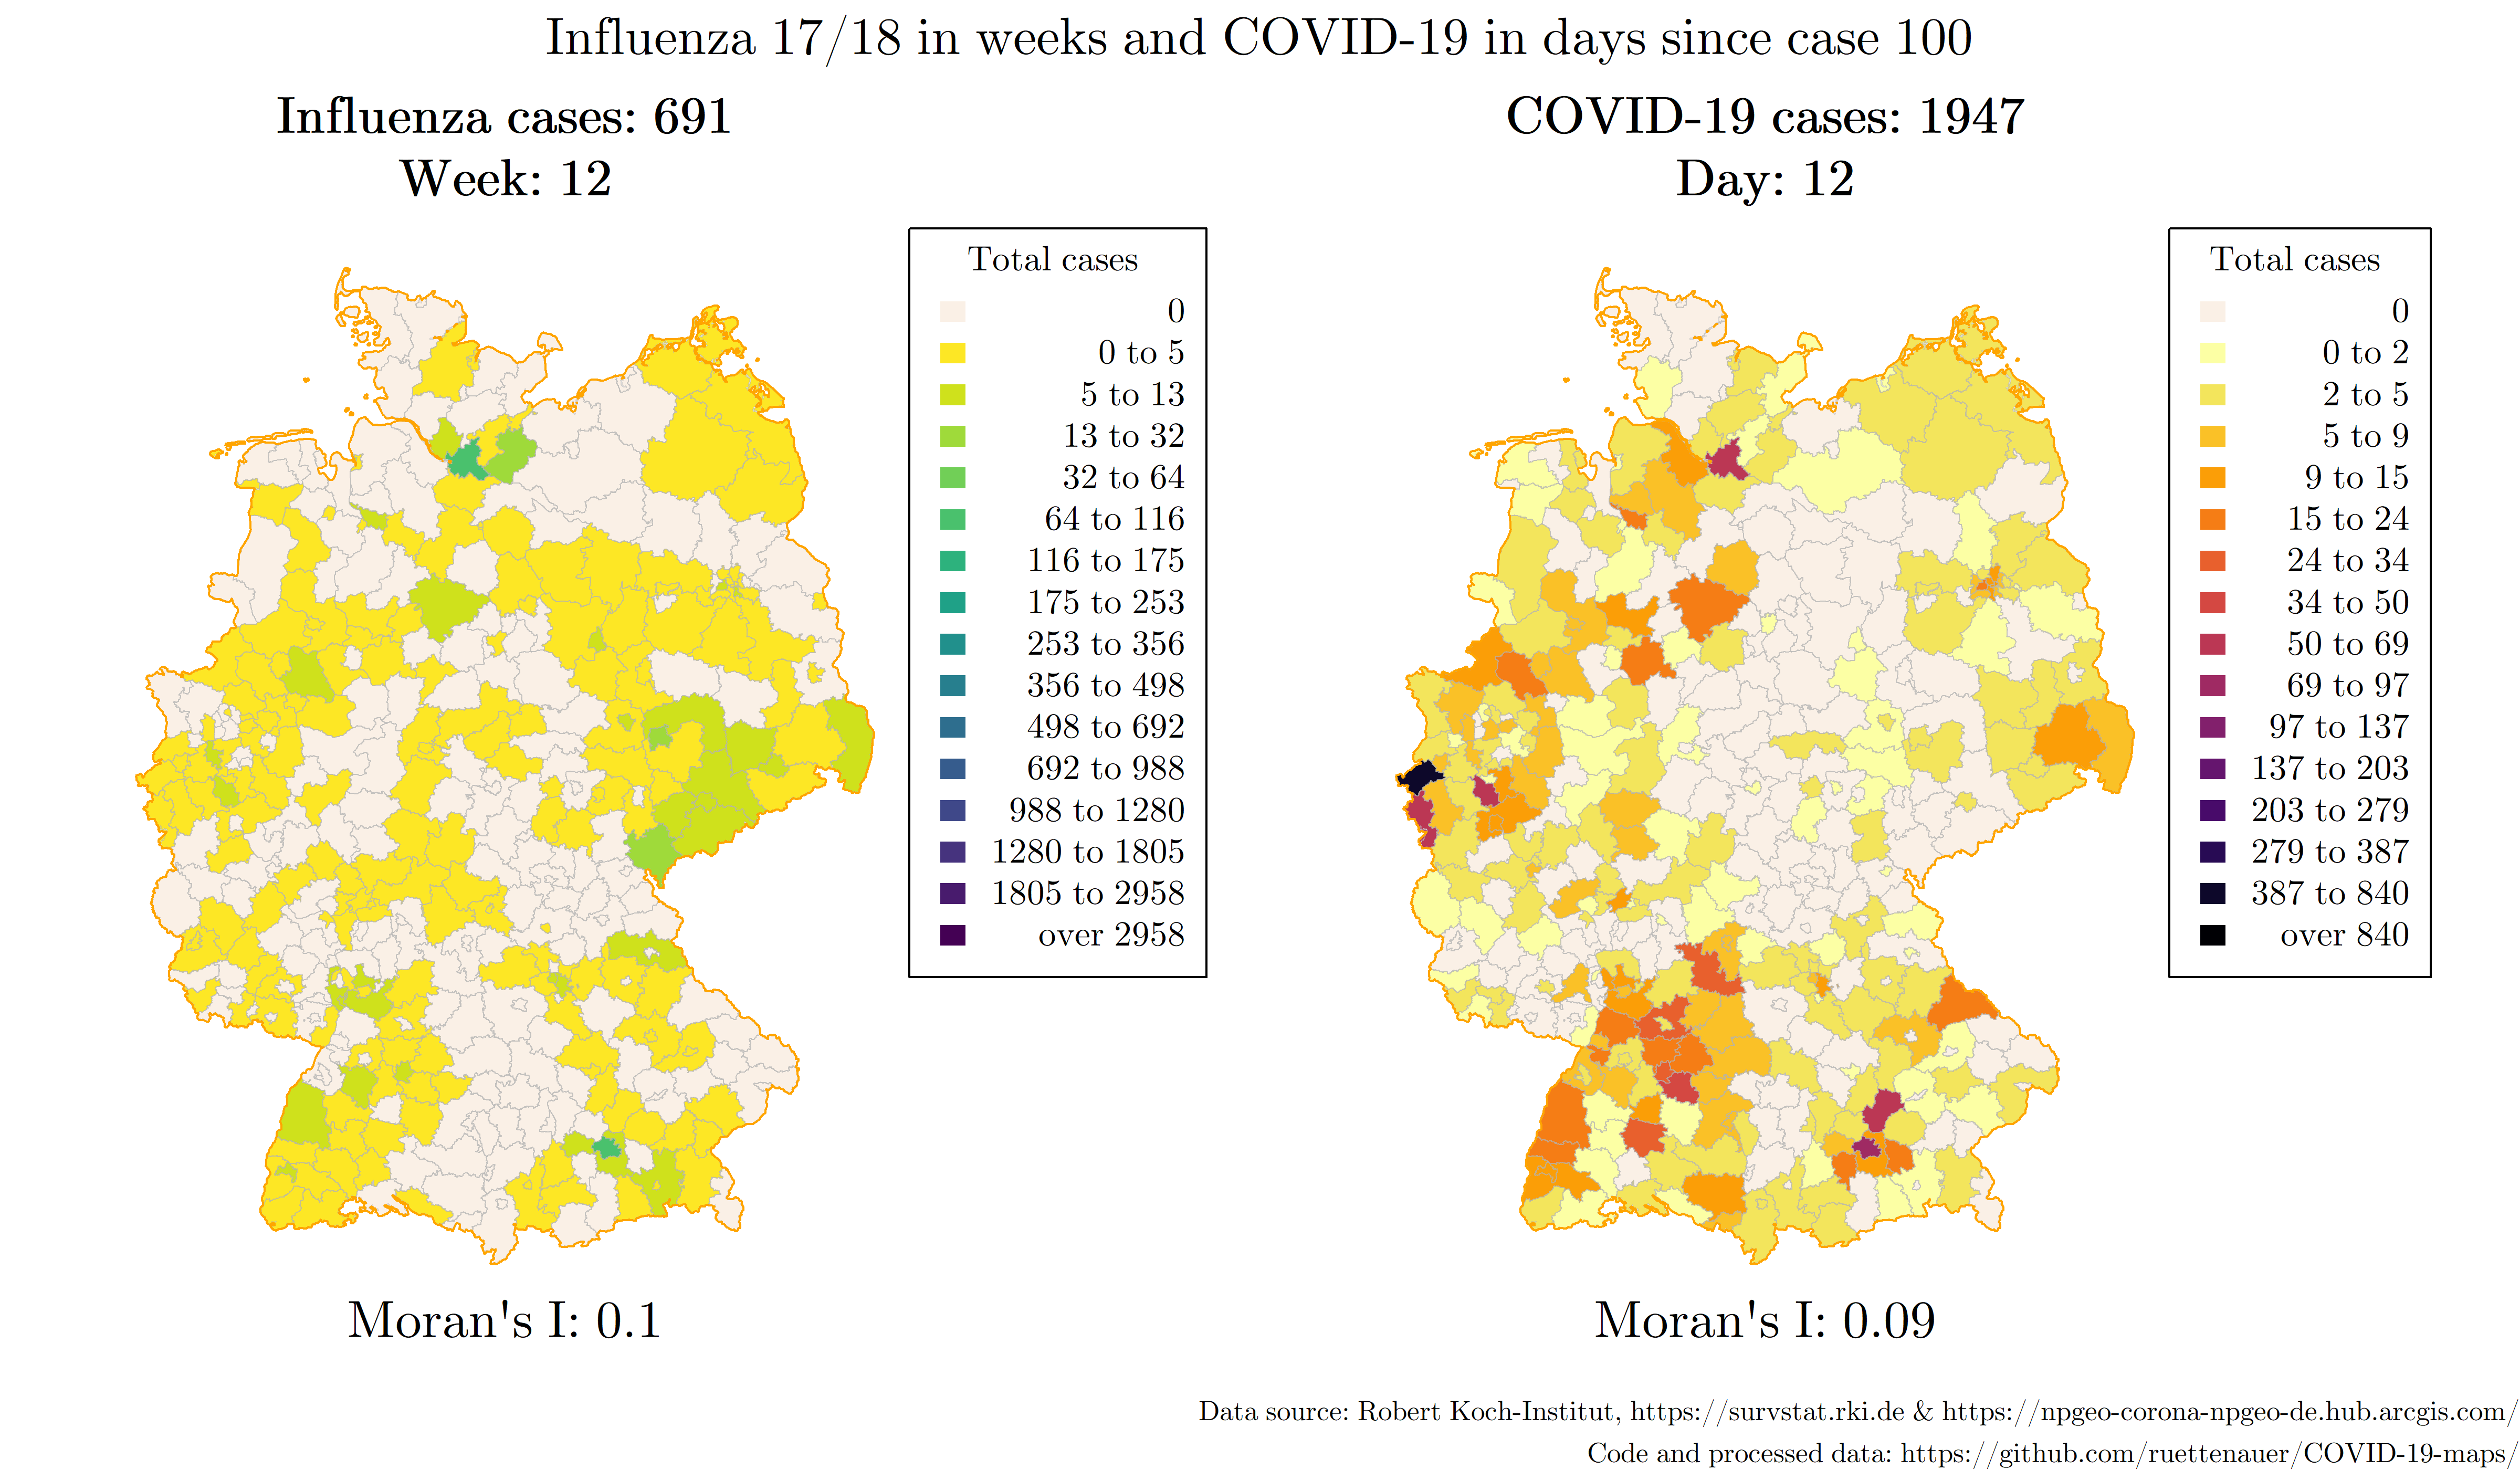 Influenza 17/18 in weeks and COVID-19 in days since case 100
Influenza cases: 691
Week: 12
Total cases
0
0 to 5
5 to 13
13 to 32
32 to 64
64 to 116
116 to 175
175 to 253
253 to 356
356 to 498
498 to 692
692 to 988
988 to 1280
1280 to 1805
1805 to 2958
over 2958
Moran's I: 0.1
COVID-19 cases: 1947
Day: 12
Total cases
0
0 to 2
2 to 5
5 to 9
9 to 15
15 to 24
24 to 34
34 to 50
50 to 69
69 to 97
97 to 137
137 to 203
203 to 279
279 to 387
387 to 840
over 840
Moran's I: 0.09
Data source: Robert Koch-Institut, https://survstat.rki.de & https://npgeo-corona-npgeo-de.hub.arcgis.com/
Code and processed data: https://github.com/ruettenauer/COVID-19-maps/